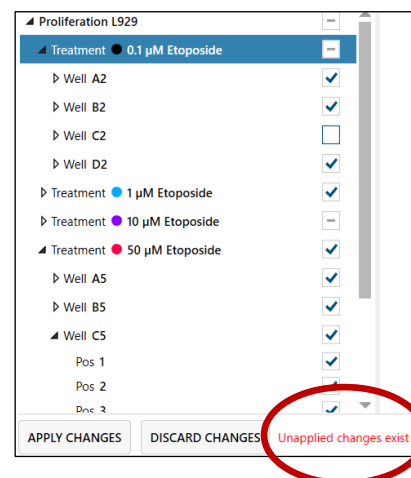 Proliferation L929
Treatment 0.1 µM Etoposide
Well A2
Well B2
Well C2
Well D2
Treatment 1 µM Etoposide
Treatment 10 µM Etoposide
Treatment 50 µM Etoposide
Well A5
Well B5
Well C5
Pos 1
Pos 2
Pos 3
APPLY CHANGES DISCARD CHANGES Unapplied changes exist